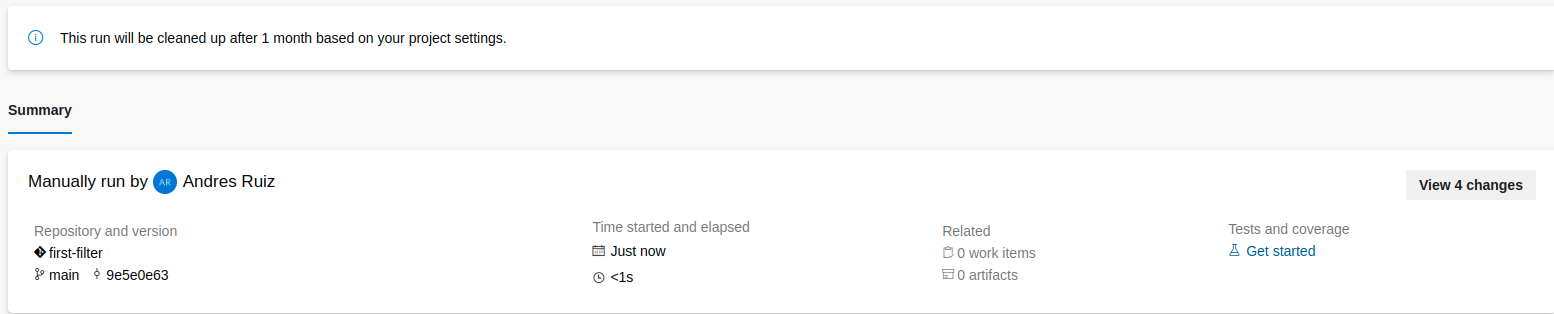 This run will be cleaned up after 1 month based on your project settings.
Summary
Manually run by AR Andres Ruiz
View 4 changes
Repository and version
first-filter
main 9e5e0e63
Time started and elapsed
Just now
<1s
Related
0 work items
0 artifacts
Tests and coverage
Get started